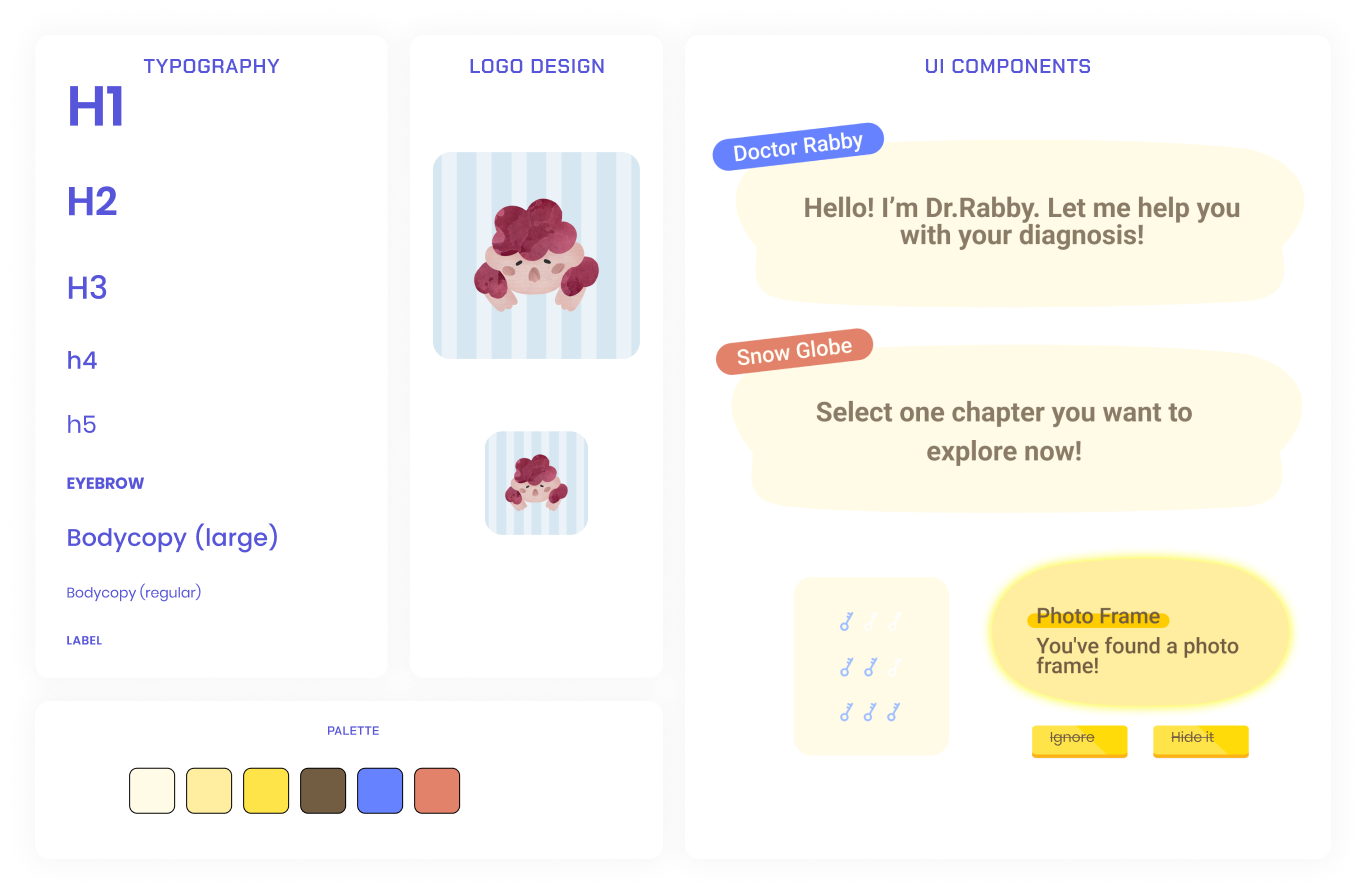 TYPOGRAPHY
H1
H2
H3
h4
h5
EYEBROW
Bodycopy (large)
Bodycopy (regular)
LABEL
LOGO DESIGN
PALETTE
UI COMPONENTS
Doctor Rabby
Hello! I’m Dr.Rabby. Let me help you
with your diagnosis!
Snow Globe
Select one chapter you want to
explore now!
Photo Frame
You've found a photo
frame!
Ignore
Hide it